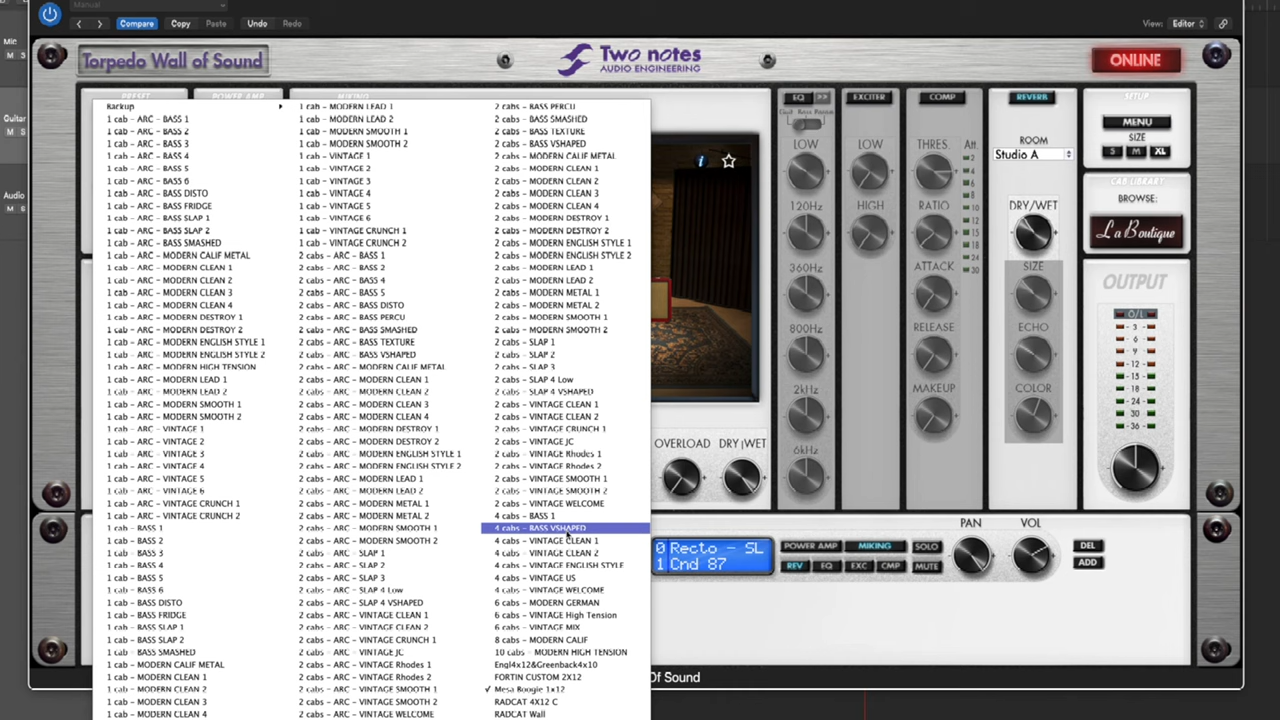 Manual
Compare
Copy
Paste
Undo
Redo
View:
Editor
Mic
M S
Guitar
M S
Audio
M S
Torpedo Wall of Sound
Two notes
AUDIO ENGINEERING
ONLINE
PRESET
POWER AMP
MIKING
Backup
1 cab - ARC - BASS 1
1 cab - ARC - BASS 2
1 cab - ARC - BASS 3
1 cab - ARC - BASS 4
1 cab - ARC - BASS 5
1 cab - ARC - BASS 6
1 cab - ARC - BASS DISTO
1 cab - ARC - BASS FRIDGE
1 cab - ARC - BASS SLAP 1
1 cab - ARC - BASS SLAP 2
1 cab - ARC - BASS SMASHED
1 cab - ARC - MODERN CALIF METAL
1 cab - ARC - MODERN CLEAN 1
1 cab - ARC - MODERN CLEAN 2
1 cab - ARC - MODERN CLEAN 3
1 cab - ARC - MODERN CLEAN 4
1 cab - ARC - MODERN DESTROY 1
1 cab - ARC - MODERN DESTROY 2
1 cab - ARC - MODERN ENGLISH STYLE 1
1 cab - ARC - MODERN ENGLISH STYLE 2
1 cab - ARC - MODERN HIGH TENSION
1 cab - ARC - MODERN LEAD 1
1 cab - ARC - MODERN LEAD 2
1 cab - ARC - MODERN SMOOTH 1
1 cab - ARC - MODERN SMOOTH 2
1 cab - ARC - VINTAGE 1
1 cab - ARC - VINTAGE 2
1 cab - ARC - VINTAGE 3
1 cab - ARC - VINTAGE 4
1 cab - ARC - VINTAGE 5
1 cab - ARC - VINTAGE 6
1 cab - ARC - VINTAGE CRUNCH 1
1 cab - ARC - VINTAGE CRUNCH 2
1 cab - BASS 1
1 cab - BASS 2
1 cab - BASS 3
1 cab - BASS 4
1 cab - BASS 5
1 cab - BASS 6
1 cab - BASS DISTO
1 cab - BASS FRIDGE
1 cab - BASS SLAP 1
1 cab - BASS SLAP 2
1 cab - BASS SMASHED
1 cab - MODERN CALIF METAL
1 cab - MODERN CLEAN 1
1 cab - MODERN CLEAN 2
1 cab - MODERN CLEAN 3
1 cab - MODERN CLEAN 4
1 cab - MODERN LEAD 1
1 cab - MODERN LEAD 2
1 cab - MODERN SMOOTH 1
1 cab - MODERN SMOOTH 2
1 cab - VINTAGE 1
1 cab - VINTAGE 2
1 cab - VINTAGE 3
1 cab - VINTAGE 4
1 cab - VINTAGE 5
1 cab - VINTAGE 6
1 cab - VINTAGE CRUNCH 1
1 cab - VINTAGE CRUNCH 2
2 cabs - ARC - BASS 1
2 cabs - ARC - BASS 2
2 cabs - ARC - BASS 4
2 cabs - ARC - BASS 5
2 cabs - ARC - BASS DISTO
2 cabs - ARC - BASS PERCU
2 cabs - ARC - BASS SMASHED
2 cabs - ARC - BASS TEXTURE
2 cabs - ARC - BASS VSHAPED
2 cabs - ARC - MODERN CALIF METAL
2 cabs - ARC - MODERN CLEAN 1
2 cabs - ARC - MODERN CLEAN 2
2 cabs - ARC - MODERN CLEAN 3
2 cabs - ARC - MODERN CLEAN 4
2 cabs - ARC - MODERN DESTROY 1
2 cabs - ARC - MODERN DESTROY 2
2 cabs - ARC - MODERN ENGLISH STYLE 1
2 cabs - ARC - MODERN ENGLISH STYLE 2
2 cabs - ARC - MODERN LEAD 1
2 cabs - ARC - MODERN LEAD 2
2 cabs - ARC - MODERN METAL 1
2 cabs - ARC - MODERN METAL 2
2 cabs - ARC - MODERN SMOOTH 1
2 cabs - ARC - MODERN SMOOTH 2
2 cabs - ARC - SLAP 1
2 cabs - ARC - SLAP 2
2 cabs - ARC - SLAP 3
2 cabs - ARC - SLAP 4 Low
2 cabs - ARC - SLAP 4 VSHAPED
2 cabs - ARC - VINTAGE CLEAN 1
2 cabs - ARC - VINTAGE CLEAN 2
2 cabs - ARC - VINTAGE CRUNCH 1
2 cabs - ARC - VINTAGE JC
2 cabs - ARC - VINTAGE Rhodes 1
2 cabs - ARC - VINTAGE Rhodes 2
2 cabs - ARC - VINTAGE SMOOTH 1
2 cabs - ARC - VINTAGE SMOOTH 2
2 cabs - ARC - VINTAGE WELCOME
2 cabs - BASS PERCU
2 cabs - BASS SMASHED
2 cabs - BASS TEXTURE
2 cabs - BASS VSHAPED
2 cabs - MODERN CALIF METAL
2 cabs - MODERN CLEAN 1
2 cabs - MODERN CLEAN 2
2 cabs - MODERN CLEAN 3
2 cabs - MODERN CLEAN 4
2 cabs - MODERN DESTROY 1
2 cabs - MODERN DESTROY 2
2 cabs - MODERN ENGLISH STYLE 1
2 cabs - MODERN ENGLISH STYLE 2
2 cabs - MODERN LEAD 1
2 cabs - MODERN LEAD 2
2 cabs - MODERN METAL 1
2 cabs - MODERN METAL 2
2 cabs - MODERN SMOOTH 1
2 cabs - MODERN SMOOTH 2
2 cabs - SLAP 1
2 cabs - SLAP 2
2 cabs - SLAP 3
2 cabs - SLAP 4 Low
2 cabs - SLAP 4 VSHAPED
2 cabs - VINTAGE CLEAN 1
2 cabs - VINTAGE CLEAN 2
2 cabs - VINTAGE CRUNCH 1
2 cabs - VINTAGE JC
2 cabs - VINTAGE Rhodes 1
2 cabs - VINTAGE Rhodes 2
2 cabs - VINTAGE SMOOTH 1
2 cabs - VINTAGE SMOOTH 2
2 cabs - VINTAGE WELCOME
4 cabs - BASS 1
4 cabs - BASS VSHAPED
4 cabs - VINTAGE CLEAN 1
4 cabs - VINTAGE CLEAN 2
4 cabs - VINTAGE ENGLISH STYLE
4 cabs - VINTAGE US
4 cabs - VINTAGE WELCOME
6 cabs - MODERN GERMAN
6 cabs - VINTAGE High Tension
6 cabs - VINTAGE MIX
8 cabs - MODERN CALIF
10 cabs - MODERN HIGH TENSION
Engl4x12&Greenback4x10
FORTIN CUSTOM 2X12
✓ Mesa Boogie 1x12
RADCAT 4X12 C
RADCAT Wall
i
OVERLOAD
DRY | WET
EQ >>
Guit Bass Preset
LOW
120Hz
360Hz
800Hz
2kHz
6kHz
EXCITER
LOW
HIGH
COMP
THRES.
RATIO
ATTACK
RELEASE
MAKEUP
Att.
2
4
6
8
10
12
15
18
24
30
REVERB
ROOM
Studio A
DRY/WET
SIZE
ECHO
COLOR
SETUP
MENU
SIZE
S M XL
CAB LIBRARY
BROWSE:
La Boutique
OUTPUT
O/L
- 3 -
- 6 -
- 9 -
- 12 -
- 15 -
- 18 -
- 24 -
- 30 -
- 36 -
0 Recto - SL
1 Cnd 87
POWER AMP
MIKING
SOLO
REV
EQ
EXC
CMP
MUTE
PAN
VOL
DEL
ADD
Of Sound